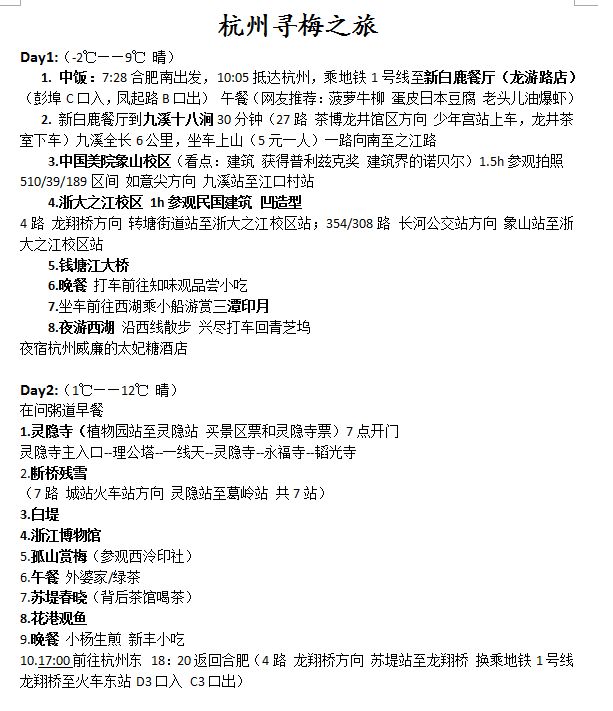 杭州寻梅之旅
Day1:（-2℃——9℃ 晴）
1. 中饭：7:28 合肥南出发，10:05 抵达杭州，乘地铁 1 号线至新白鹿餐厅（龙游路店）
（彭埠 C 口入，凤起路 B 口出） 午餐（网友推荐：菠萝牛柳 蛋皮日本豆腐 老头儿油爆虾）
2. 新白鹿餐厅到九溪十八涧 30 分钟（27 路 茶博龙井馆区方向 少年宫站上车，龙井茶
室下车）九溪全长 6 公里，坐车上山（5 元一人）一路向南至之江路
3.中国美院象山校区（看点：建筑 获得普利兹克奖 建筑界的诺贝尔）1.5h 参观拍照
510/39/189 区间 如意尖方向 九溪站至江口村站
4.浙大之江校区 1h 参观民国建筑 凹造型
4 路 龙翔桥方向 转塘街道站至浙大之江校区站；354/308 路 长河公交站方向 象山站至浙
大之江校区站
5.钱塘江大桥
6.晚餐 打车前往知味观品尝小吃
7.坐车前往西湖乘小船游赏三潭印月
8.夜游西湖 沿西线散步 兴尽打车回青芝坞
夜宿杭州威廉的太妃糖酒店
Day2:（1℃——12℃ 晴）
在问粥道早餐
1.灵隐寺（植物园站至灵隐站 买景区票和灵隐寺票）7 点开门
灵隐寺主入口--理公塔--一线天--灵隐寺--永福寺--韬光寺
2.断桥残雪
（7 路 城站火车站方向 灵隐站至葛岭站 共 7 站）
3.白堤
4.浙江博物馆
5.孤山赏梅（参观西泠印社）
6.午餐 外婆家/绿茶
7.苏堤春晓（背后茶馆喝茶）
8.花港观鱼
9.晚餐 小杨生煎 新丰小吃
10.17:00 前往杭州东 18：20 返回合肥（4 路 龙翔桥方向 苏堤站至龙翔桥 换乘地铁 1 号线
龙翔桥至火车东站 D3 口入 C3 口出）